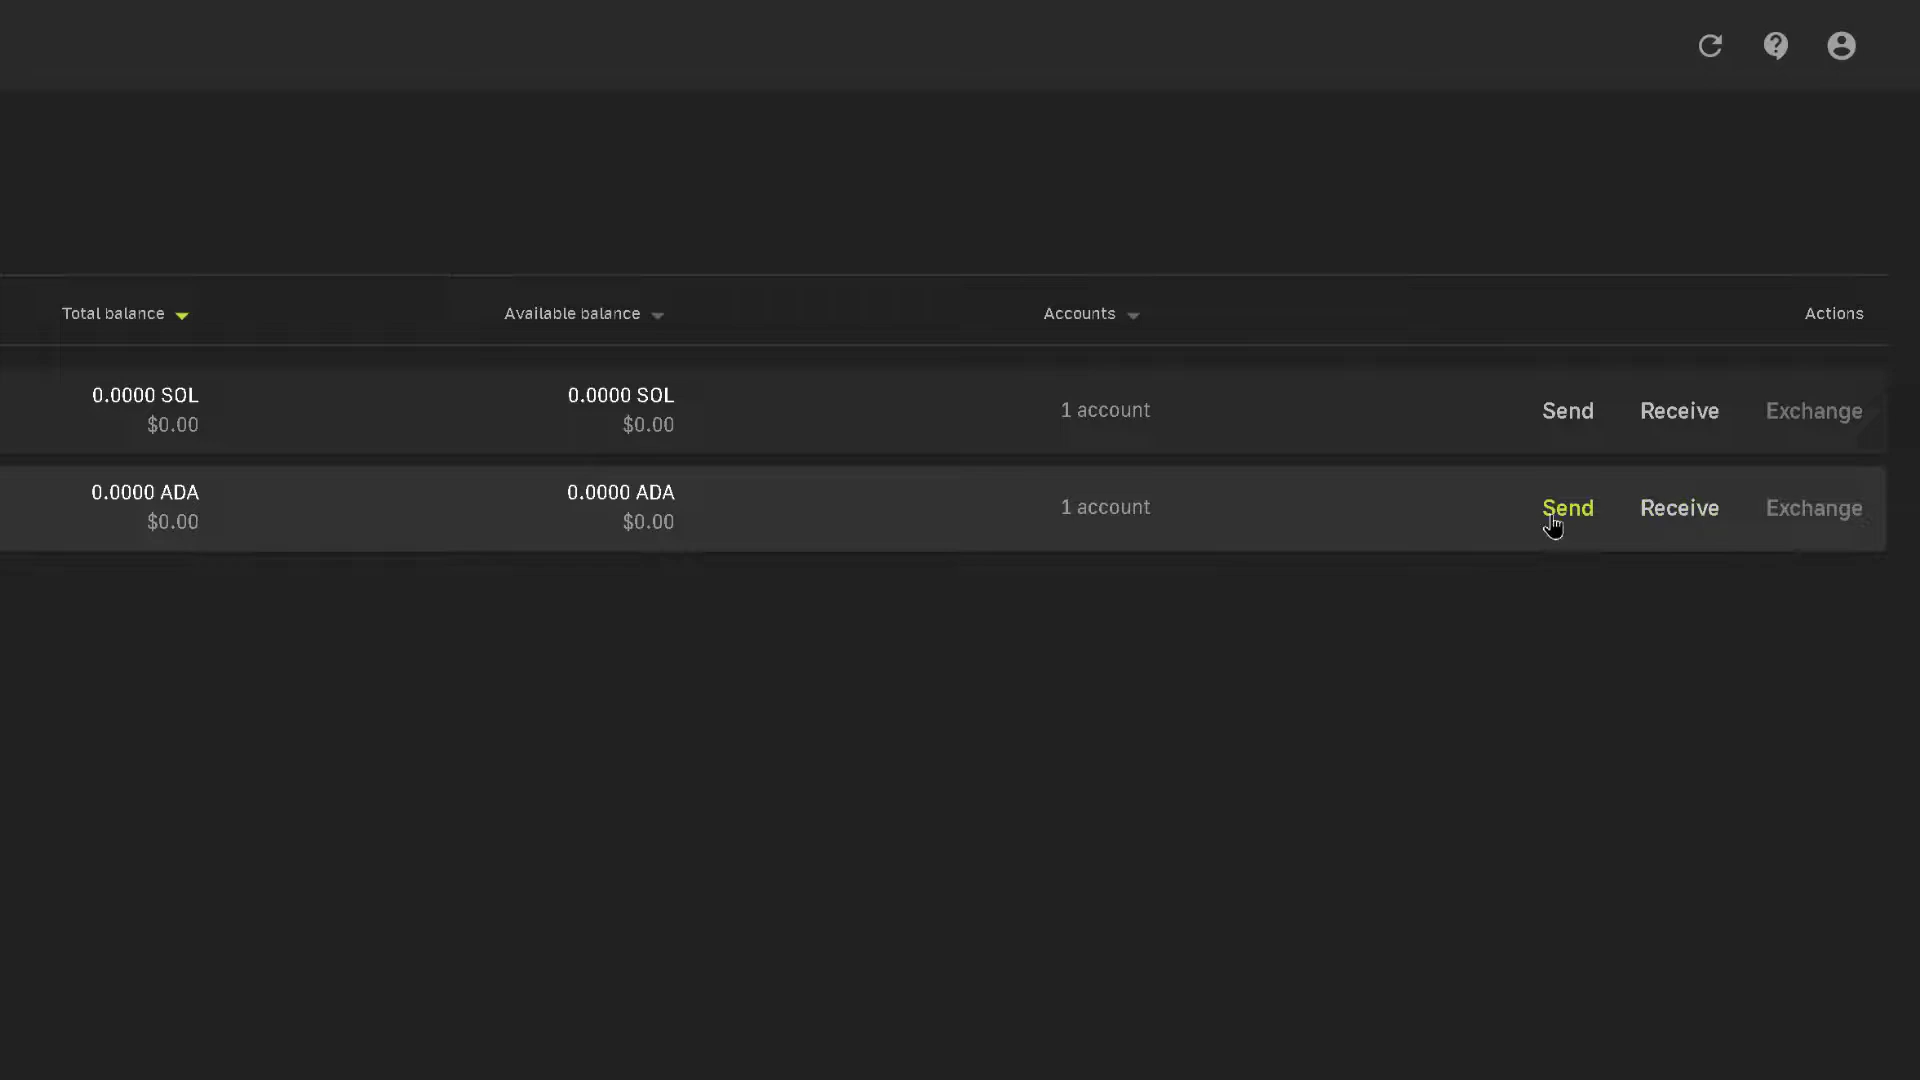 Total balance Available balance Accounts Actions
0.0000 SOL 0.0000 SOL 1 account Send Receive Exchange
$0.00 $0.00
0.0000 ADA 0.0000 ADA 1 account Send Receive Exchange
$0.00 $0.00